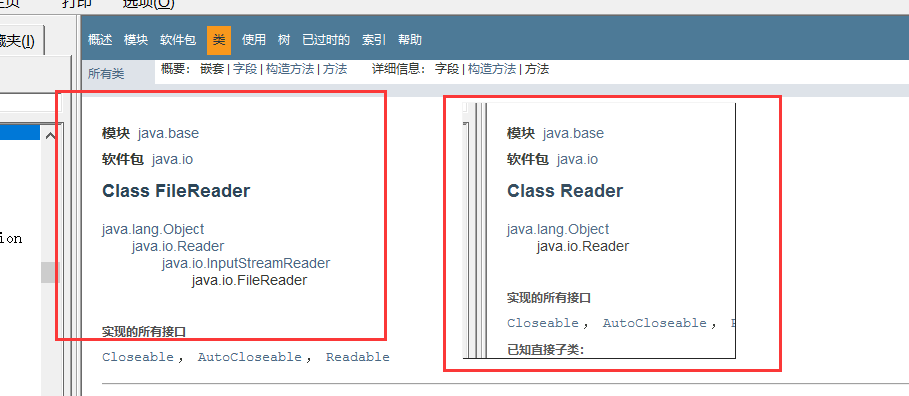 打印 选项(O)
藏夹(I)
概述 模块 软件包 类 使用 树 已过时的 索引 帮助
所有类
概要: 嵌套 | 字段 | 构造方法 | 方法 详细信息: 字段 | 构造方法 | 方法
模块 java.base
软件包 java.io
Class FileReader
java.lang.Object
java.io.Reader
java.io.InputStreamReader
java.io.FileReader
实现的所有接口
Closeable, AutoCloseable, Readable
ion
模块 java.base
软件包 java.io
Class Reader
java.lang.Object
java.io.Reader
实现的所有接口
Closeable, AutoCloseable,
已知直接子类: